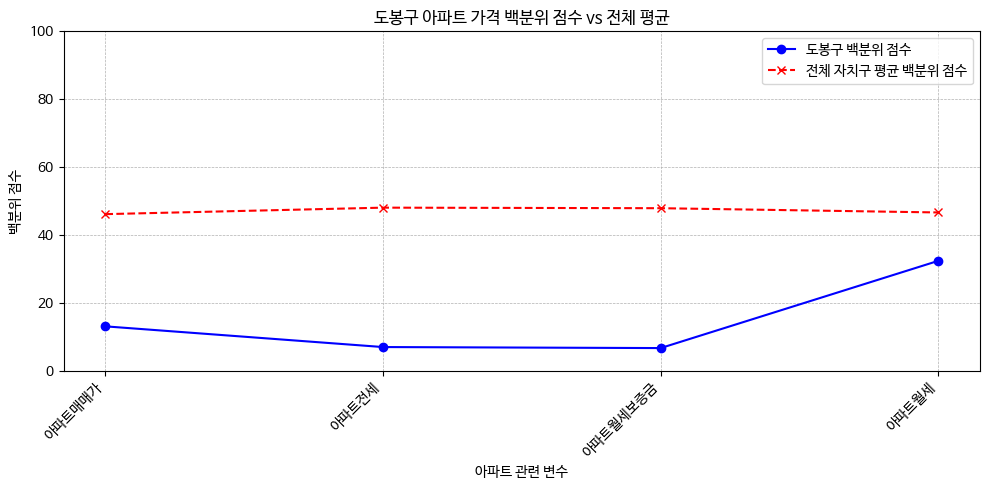 도봉구 아파트 가격 백분위 점수 vs 전체 평균
도봉구 백분위 점수
전체 자치구 평균 백분위 점수
백분위 점수
100
80
60
40
20
0
아파트매매가
아파트전세
아파트월세보증금
아파트월세
아파트 관련 변수